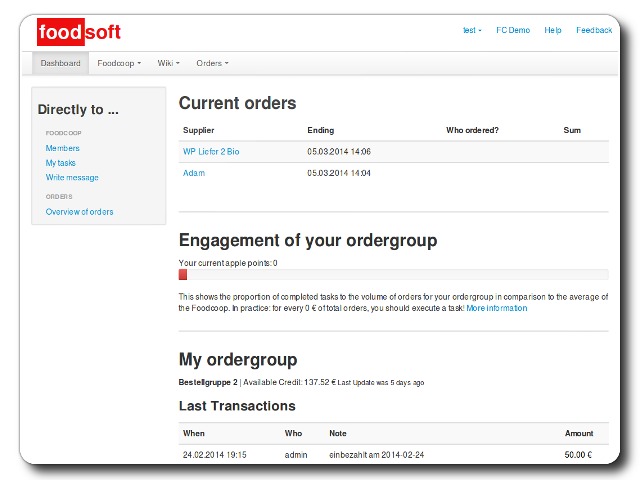 foodsoft
test FC Demo Help Feedback
Dashboard Foodcoop Wiki Orders
Directly to ...
FOODCOOP
Members
My tasks
Write message
ORDERS
Overview of orders
Current orders
Supplier Ending Who ordered? Sum
WP Liefer 2 Bio 05.03.2014 14:06
Adam 05.03.2014 14:04
Engagement of your ordergroup
Your current apple points: 0
This shows the proportion of completed tasks to the volume of orders for your ordergroup in comparison to the average of
the Foodcoop. In practice: for every 0 € of total orders, you should execute a task! More information
My ordergroup
Bestellgruppe 2 | Available Credit: 137.52 € Last Update was 5 days ago
Last Transactions
When Who Note Amount
24.02.2014 19:15 admin einbezahlt am 2014-02-24 50.00 €